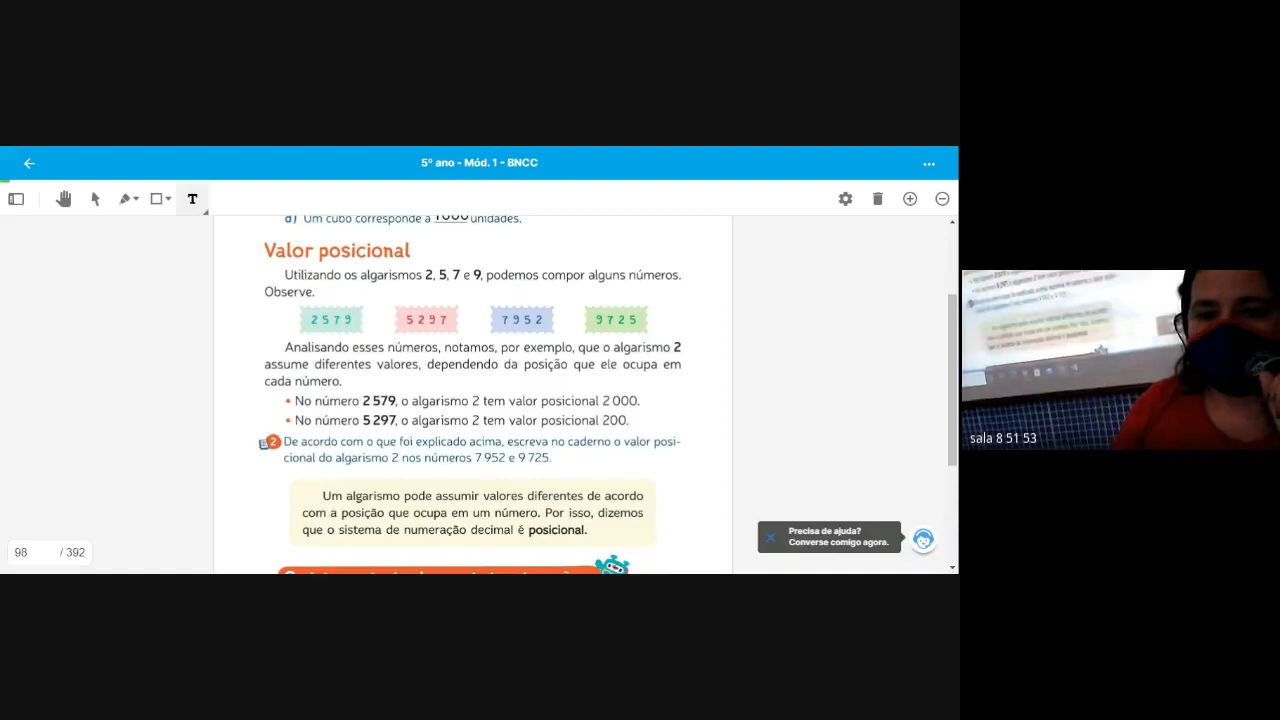 5º ano - Mód. 1 - BNCC
T
d) Um cubo corresponde a 1000 unidades.
Valor posicional
Utilizando os algarismos 2, 5, 7 e 9, podemos compor alguns números.
Observe.
2 5 7 9 5 2 9 7 7 9 5 2 9 7 2 5
Analisando esses números, notamos, por exemplo, que o algarismo 2
assume diferentes valores, dependendo da posição que ele ocupa em
cada número.
• No número 2 579, o algarismo 2 tem valor posicional 2 000.
• No número 5 297, o algarismo 2 tem valor posicional 200.
2 De acordo com o que foi explicado acima, escreva no caderno o valor posi-
cional do algarismo 2 nos números 7 952 e 9 725.
Um algarismo pode assumir valores diferentes de acordo
com a posição que ocupa em um número. Por isso, dizemos
que o sistema de numeração decimal é posicional.
98 / 392
Precisa de ajuda?
Converse comigo agora.
sala 8 51 53